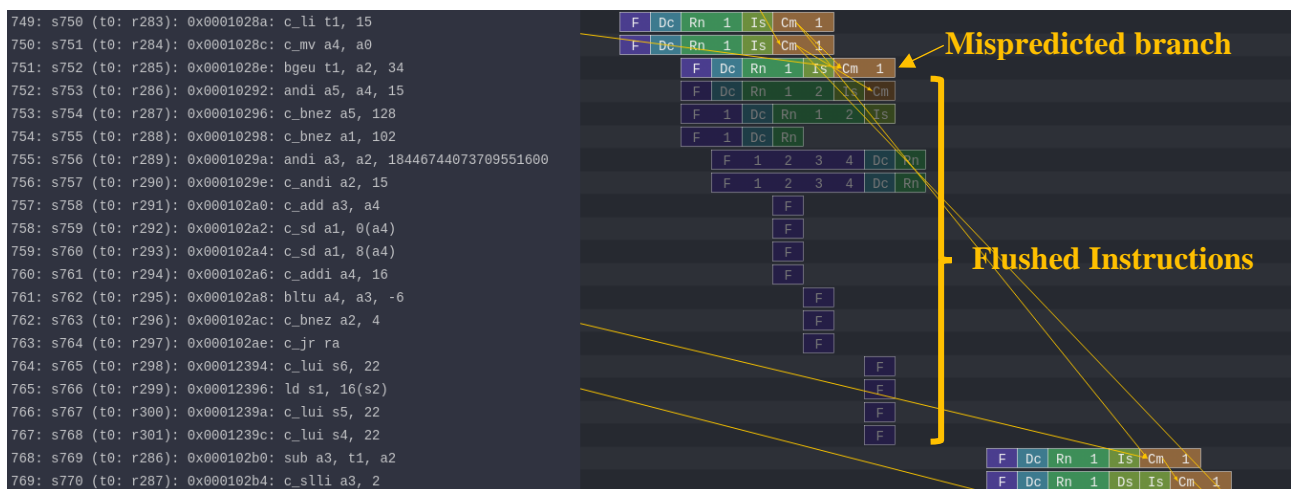 749: s750 (t0: r283): 0x0001028a: c_li t1, 15 F Dc Rn 1 Is Cm 1
750: s751 (t0: r284): 0x0001028c: c_mv a4, a0 F Dc Rn 1 Is Cm 1
Mispredicted branch
751: s752 (t0: r285): 0x0001028e: bgeu t1, a2, 34 F Dc Rn 1 Is Cm 1
752: s753 (t0: r286): 0x00010292: andi a5, a4, 15 F Dc Rn 1 2 Is Cm
753: s754 (t0: r287): 0x00010296: c_bnez a5, 128 F 1 Dc Rn 1 2 Is
754: s755 (t0: r288): 0x00010298: c_bnez a1, 102 F 1 Dc Rn
755: s756 (t0: r289): 0x0001029a: andi a3, a2, 18446744073709551600 F 1 2 3 4 Dc Rn
756: s757 (t0: r290): 0x0001029e: c_andi a2, 15 F 1 2 3 4 Dc Rn
757: s758 (t0: r291): 0x000102a0: c_add a3, a4 F
758: s759 (t0: r292): 0x000102a2: c_sd a1, 0(a4) F
759: s760 (t0: r293): 0x000102a4: c_sd a1, 8(a4) F
Flushed Instructions
760: s761 (t0: r294): 0x000102a6: c_addi a4, 16 F
761: s762 (t0: r295): 0x000102a8: bltu a4, a3, -6 F
762: s763 (t0: r296): 0x000102ac: c_bnez a2, 4 F
763: s764 (t0: r297): 0x000102ae: c_jr ra F
764: s765 (t0: r298): 0x00012394: c_lui s6, 22 F
765: s766 (t0: r299): 0x00012396: ld s1, 16(s2) F
766: s767 (t0: r300): 0x0001239a: c_lui s5, 22 F
767: s768 (t0: r301): 0x0001239c: c_lui s4, 22 F
768: s769 (t0: r286): 0x000102b0: sub a3, t1, a2 F Dc Rn 1 Is Cm 1
769: s770 (t0: r287): 0x000102b4: c_slli a3, 2 F Dc Rn 1 Ds Is Cm 1